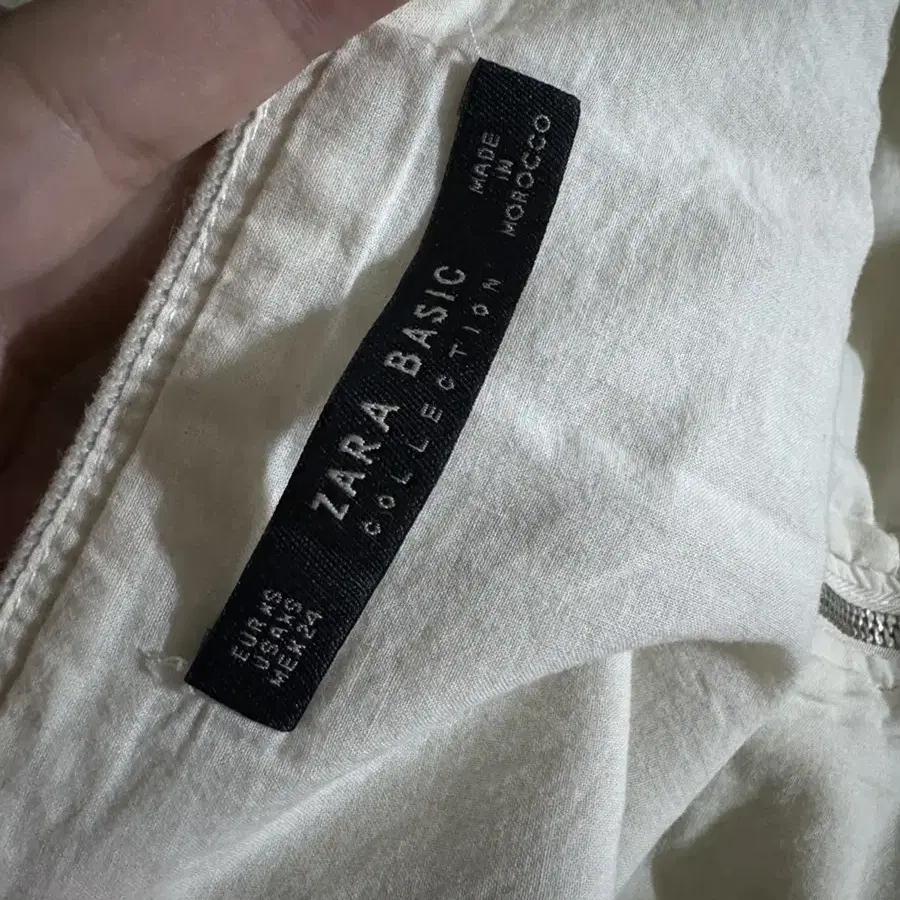 ZARA BASIC
COLLECTION
EUR XS
USA XS
MEX 24
MADE
IN
MOROCCO